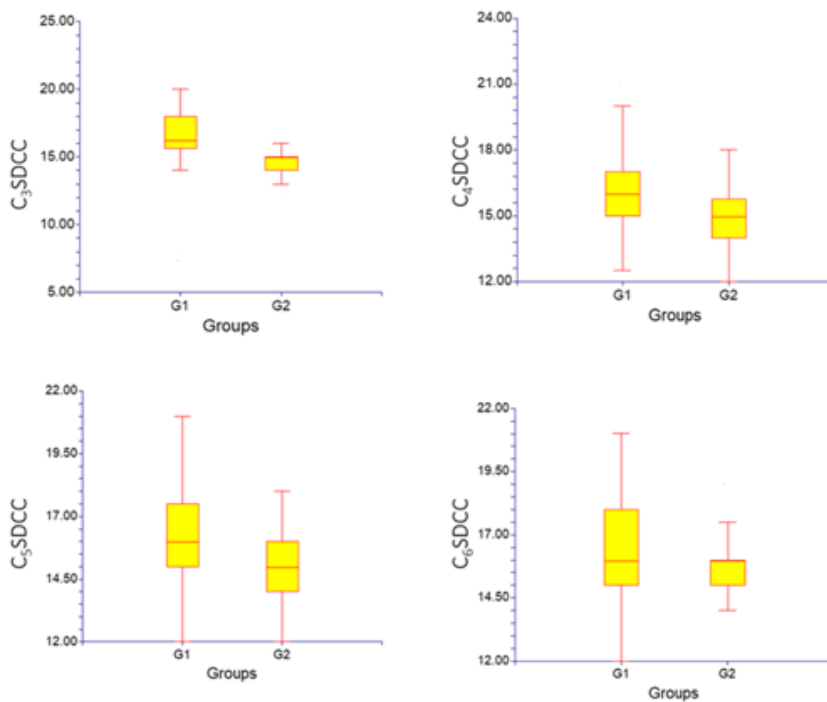 25.00
20.00
15.00
10.00
5.00
C₃SDCC
G1 G2
Groups
24.00
21.00
18.00
15.00
12.00
C₄SDCC
G1 G2
Groups
22.00
19.50
17.00
14.50
12.00
C₅SDCC
G1 G2
Groups
22.00
19.50
17.00
14.50
12.00
C₆SDCC
G1 G2
Groups